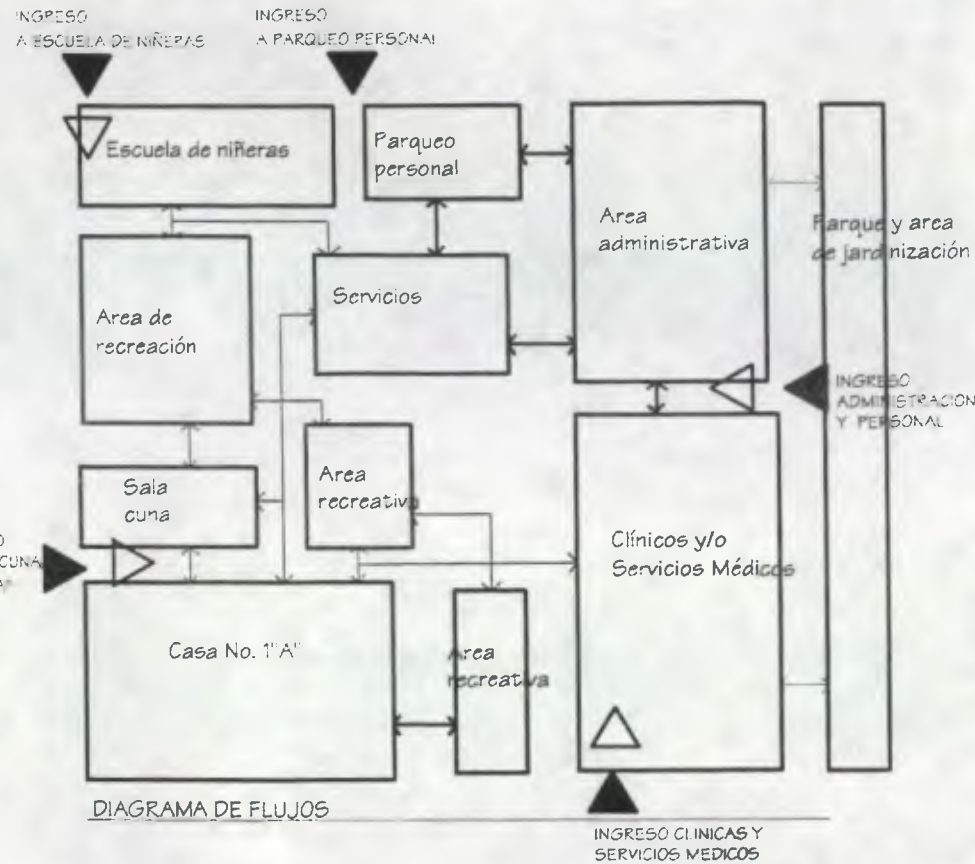 INGRESO
A ESCUELA DE NIÑERAS
INGRESO
A PARQUEO PERSONAL
Escuela de niñeras
Parqueo
personal
Area
administrativa
Parque y area
de jardinización
Servicios
Area de
recreación
INGRESO
ADMINISTRACION
Y PERSONAL
Sala
cuna
Area
recreativa
CUNA
Clínicos y/o
Servicios Médicos
Casa No. 1"A"
Area
recreativa
DIAGRAMA DE FLUJOS
INGRESO CLINICAS Y
SERVICIOS MEDICOS